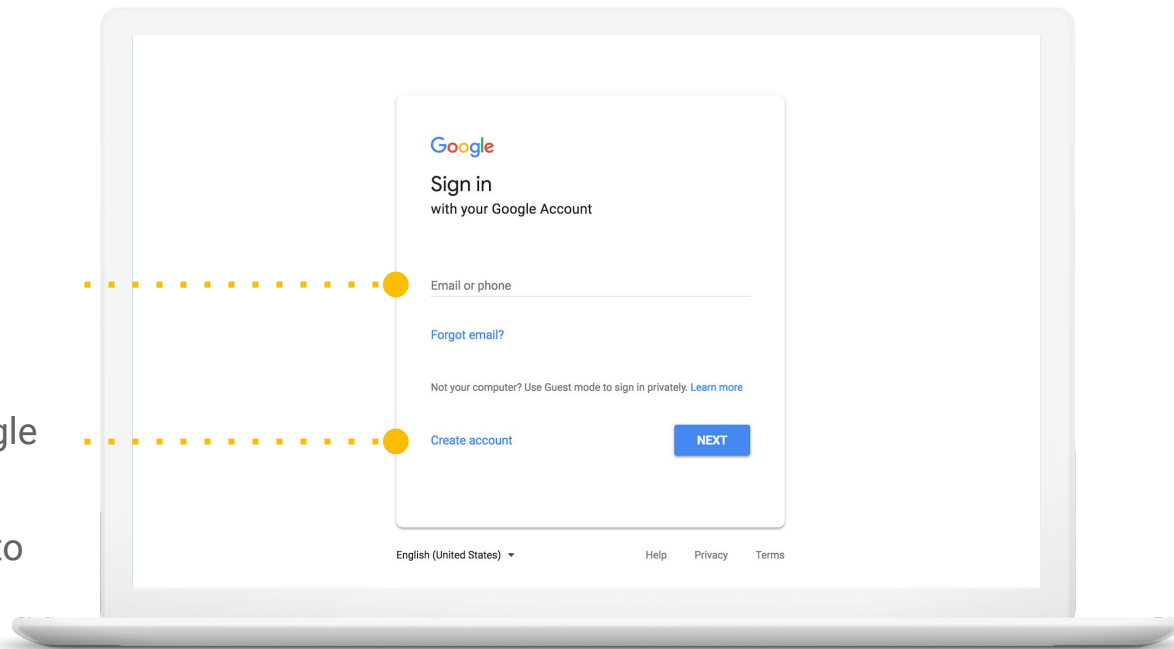 Google
Sign in
with your Google Account
Email or phone
Forgot email?
Not your computer? Use Guest mode to sign in privately. Learn more
Create account
NEXT
English (United States)
Help Privacy Terms